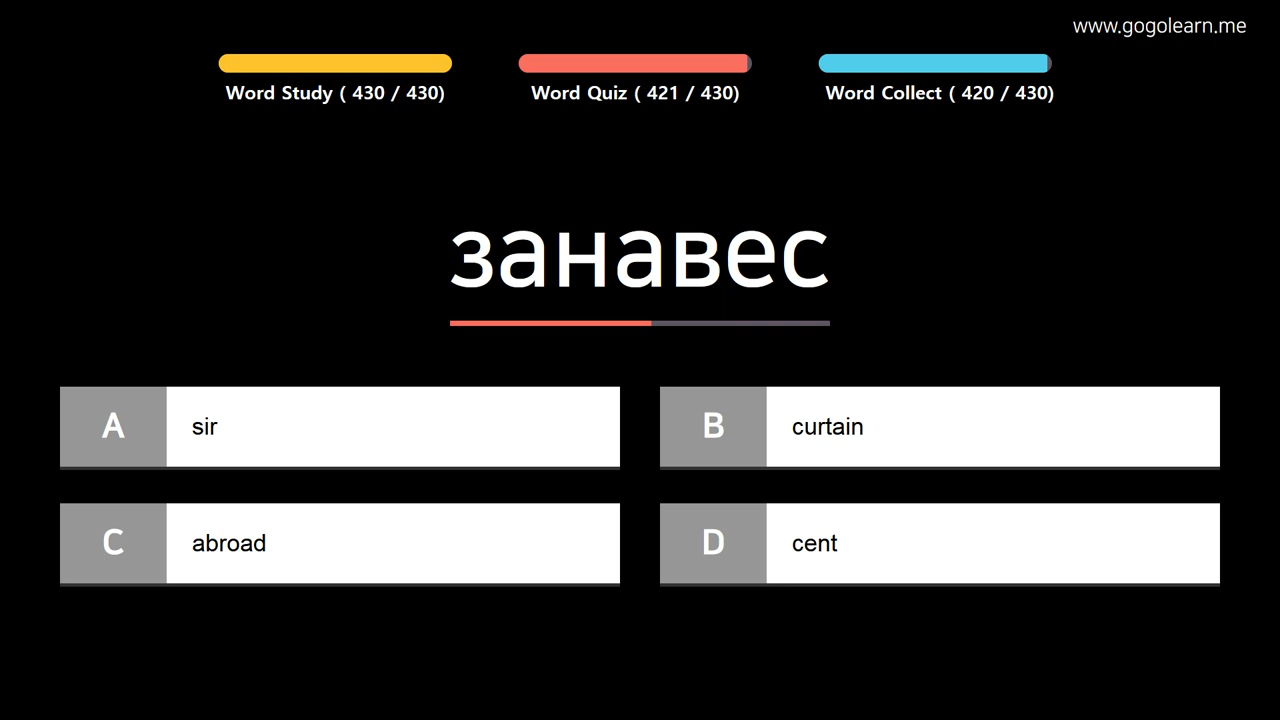 www.gogolearn.me
Word Study ( 430 / 430)
Word Quiz ( 421 / 430)
Word Collect ( 420 / 430)
занавес
A sir
B curtain
C abroad
D cent